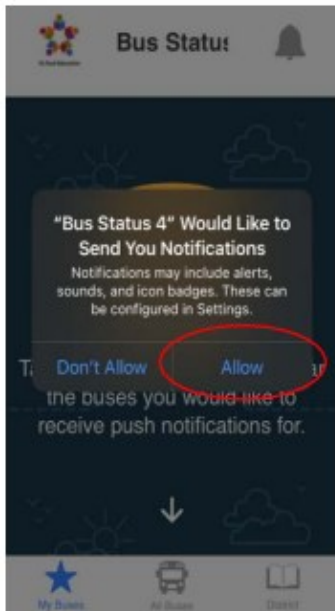 Bus Status
"Bus Status 4" Would Like to
Send You Notifications
Notifications may include alerts,
sounds, and icon badges. These can
be configured in Settings.
Don't Allow
Allow
the buses you would like to
receive push notifications for.
My Buses
All Buses
District